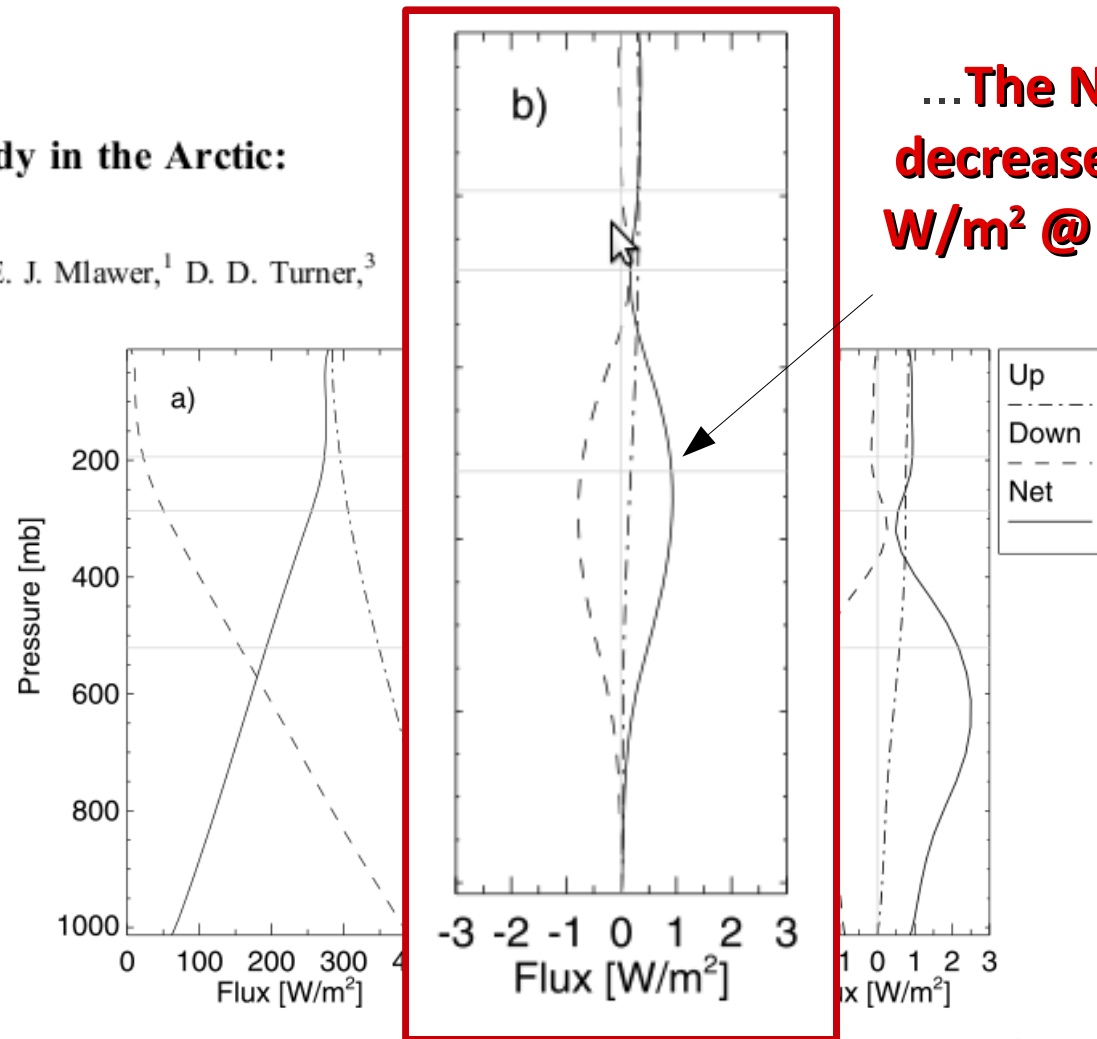 ...The N
decrease
W/m² @
dy in the Arctic:
E. J. Mlawer,¹ D. D. Turner,³
a)
200
400
600
800
1000
Pressure [mb]
0 100 200 300 4
Flux [W/m²]
b)
-3 -2 -1 0 1 2 3
Flux [W/m²]
1 0 1 2 3
ux [W/m²]
Up
Down
Net